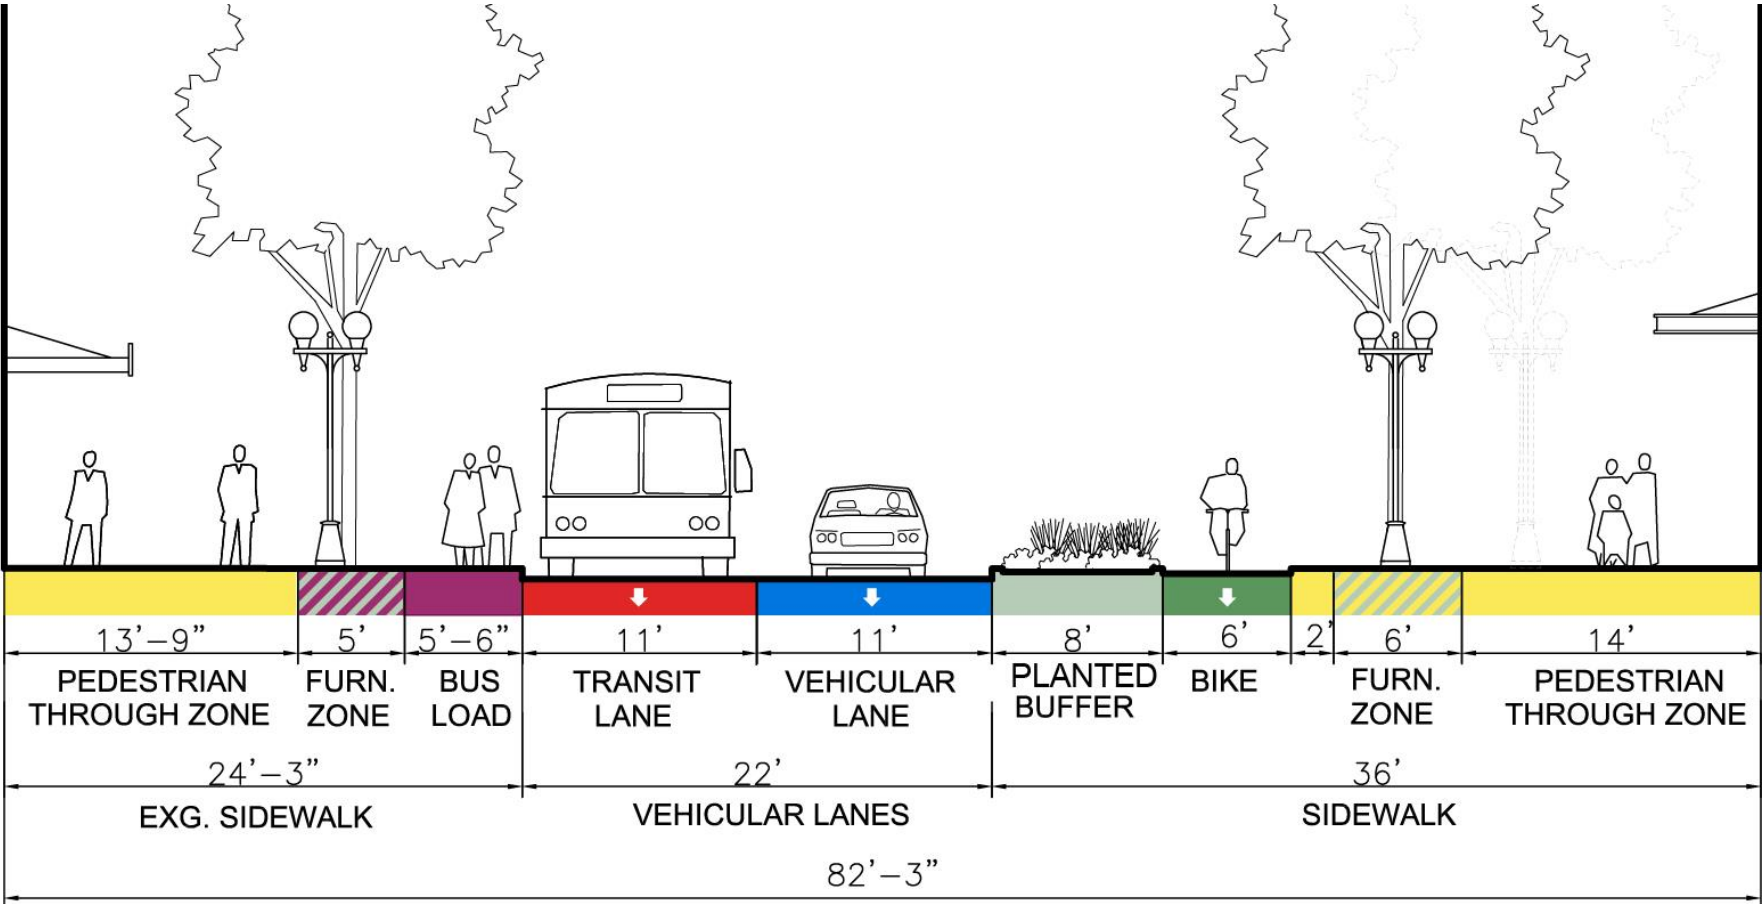 13’–9”
5’
5’–6”
11’
11’
8’
6’
2’
6’
14’
PEDESTRIAN
THROUGH ZONE
FURN.
ZONE
BUS
LOAD
TRANSIT
LANE
VEHICULAR
LANE
PLANTED
BUFFER
BIKE
FURN.
ZONE
PEDESTRIAN
THROUGH ZONE
24’–3”
22’
36’
EXG. SIDEWALK
VEHICULAR LANES
SIDEWALK
82’–3”